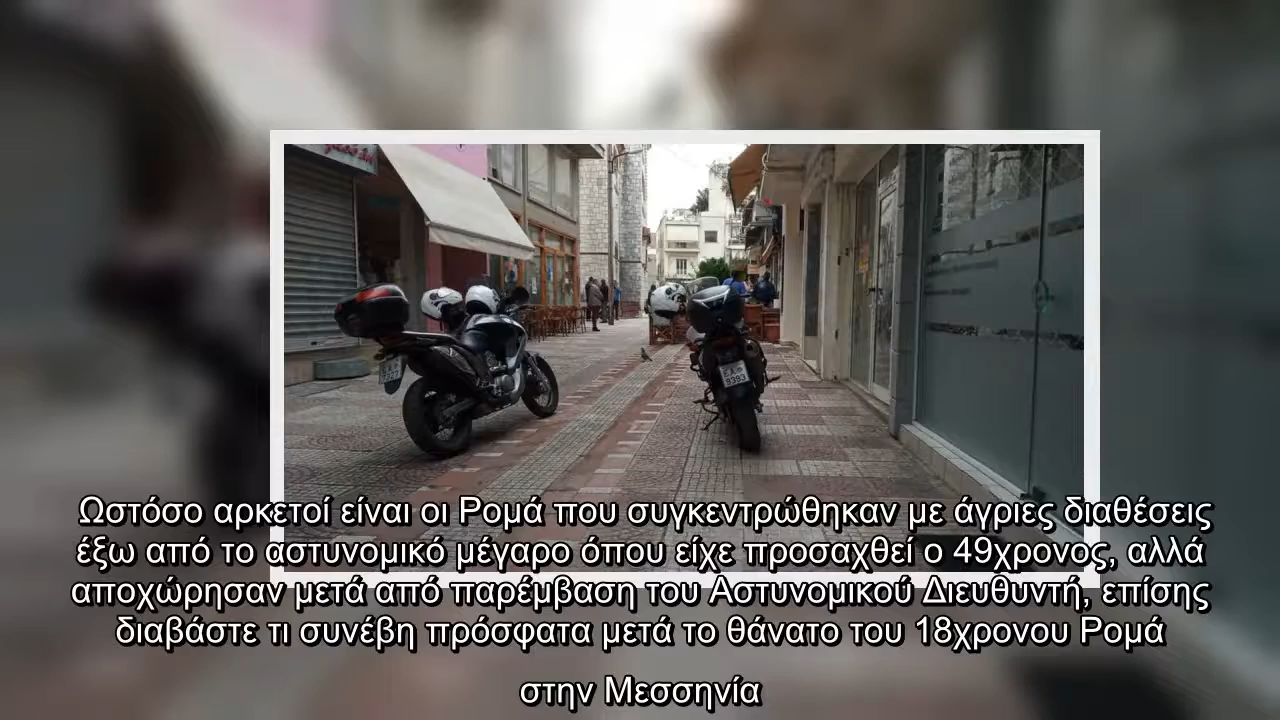 Ωστόσο αρκετοί είναι οι Ρομά που συγκεντρώθηκαν με άγριες διαθέσεις
έξω από το αστυνομικό μέγαρο όπου είχε προσαχθεί ο 49χρονος, αλλά
αποχώρησαν μετά από παρέμβαση του Αστυνομικού Διευθυντή, επίσης
διαβάστε τι συνέβη πρόσφατα μετά το θάνατο του 18χρονου Ρομά
στην Μεσσηνία